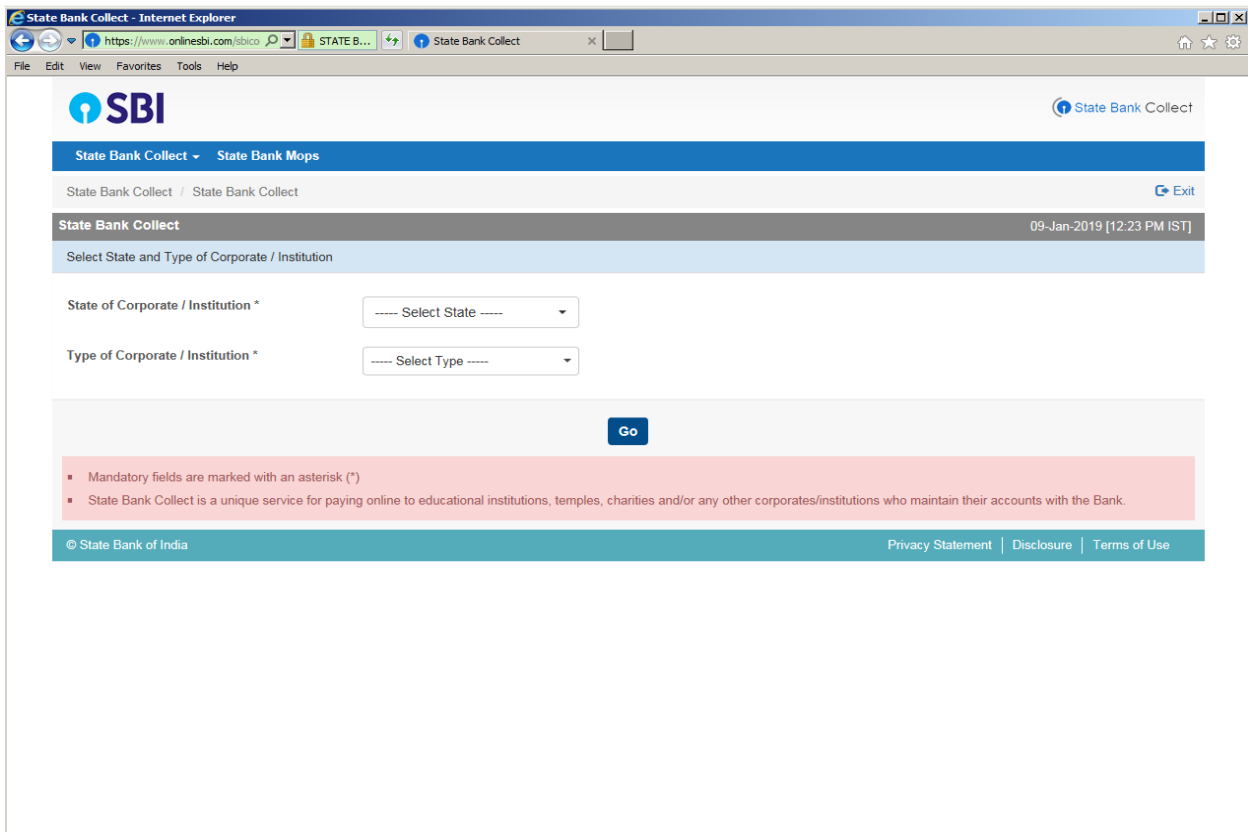 State Bank Collect - Internet Explorer
https://www.onlinesbi.com/sbico STATE B... State Bank Collect
File Edit View Favorites Tools Help
SBI
State Bank Collect
State Bank Collect State Bank Mops
State Bank Collect / State Bank Collect Exit
State Bank Collect 09-Jan-2019 [12:23 PM IST]
Select State and Type of Corporate / Institution
State of Corporate / Institution * ----- Select State -----
Type of Corporate / Institution * ----- Select Type -----
Go
Mandatory fields are marked with an asterisk (*)
State Bank Collect is a unique service for paying online to educational institutions, temples, charities and/or any other corporates/institutions who maintain their accounts with the Bank.
© State Bank of India Privacy Statement | Disclosure | Terms of Use